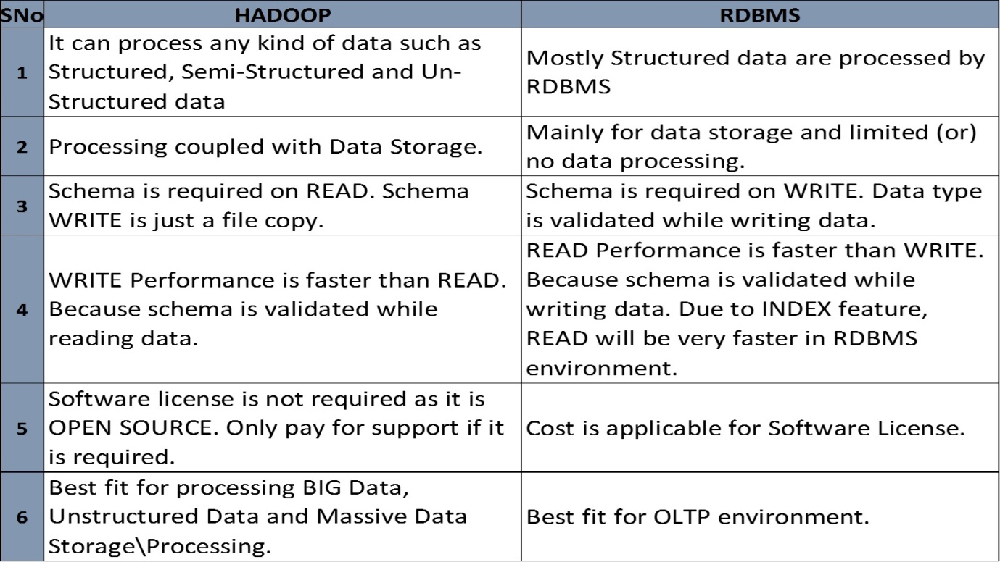 SNo HADOOP RDBMS
1
It can process any kind of data such as
Structured, Semi-Structured and Un-
Structured data
Mostly Structured data are processed by
RDBMS
2
Processing coupled with Data Storage.
Mainly for data storage and limited (or)
no data processing.
3
Schema is required on READ. Schema
WRITE is just a file copy.
Schema is required on WRITE. Data type
is validated while writing data.
4
WRITE Performance is faster than READ.
Because schema is validated while
reading data.
READ Performance is faster than WRITE.
Because schema is validated while
writing data. Due to INDEX feature,
READ will be very faster in RDBMS
environment.
5
Software license is not required as it is
OPEN SOURCE. Only pay for support if it
is required.
Cost is applicable for Software License.
6
Best fit for processing BIG Data,
Unstructured Data and Massive Data
Storage\Processing.
Best fit for OLTP environment.